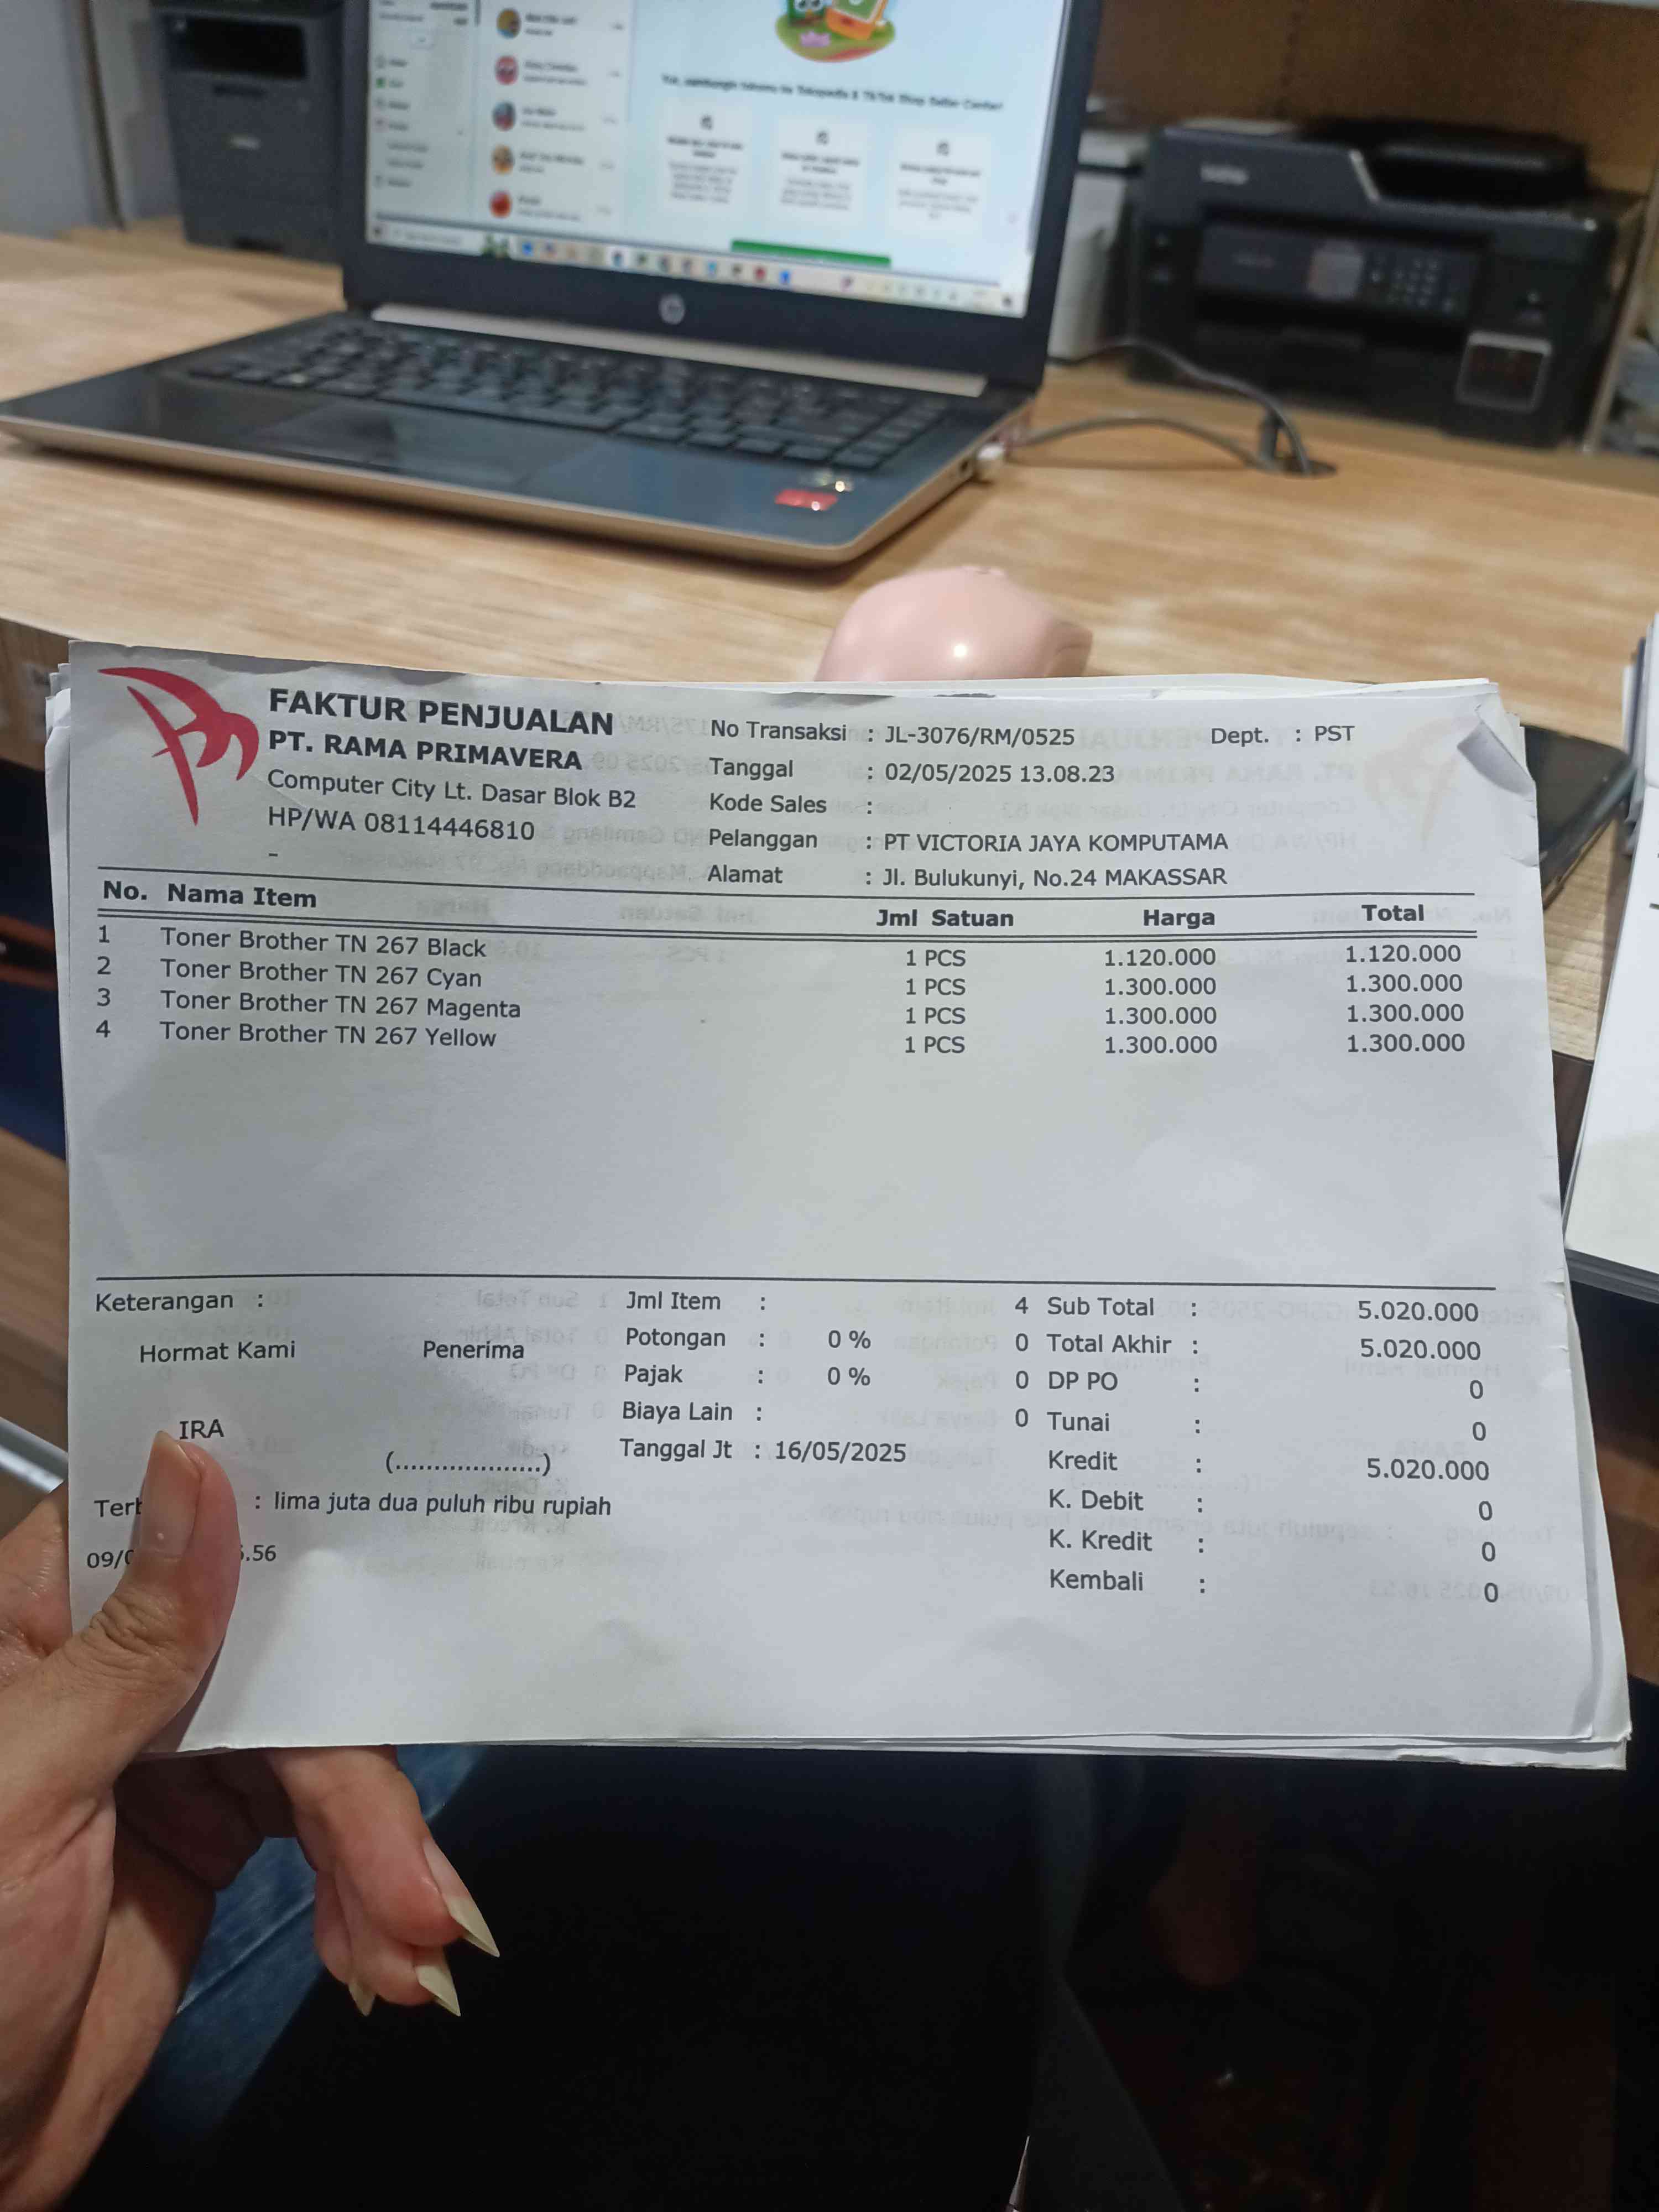 FAKTUR PENJUALAN
PT. RAMA PRIMAVERA
Computer City Lt. Dasar Blok B2
HP/WA 08114446810
-
No Transaksi : JL-3076/RM/0525 Dept. : PST
Tanggal : 02/05/2025 13.08.23
Kode Sales :
Pelanggan : PT VICTORIA JAYA KOMPUTAMA
Alamat : Jl. Bulukunyi, No.24 MAKASSAR
No. Nama Item Jml Satuan Harga Total
1 Toner Brother TN 267 Black 1 PCS 1.120.000 1.120.000
2 Toner Brother TN 267 Cyan 1 PCS 1.300.000 1.300.000
3 Toner Brother TN 267 Magenta 1 PCS 1.300.000 1.300.000
4 Toner Brother TN 267 Yellow 1 PCS 1.300.000 1.300.000
Keterangan :
Hormat Kami Penerima
IRA
(...................)
Jml Item : 4
Potongan : 0 % 0
Pajak : 0 % 0
Biaya Lain : 0
Tanggal Jt : 16/05/2025
Sub Total : 5.020.000
Total Akhir : 5.020.000
DP PO : 0
Tunai : 0
Kredit : 5.020.000
K. Debit : 0
K. Kredit : 0
Kembali : 0
: lima juta dua puluh ribu rupiah
.56